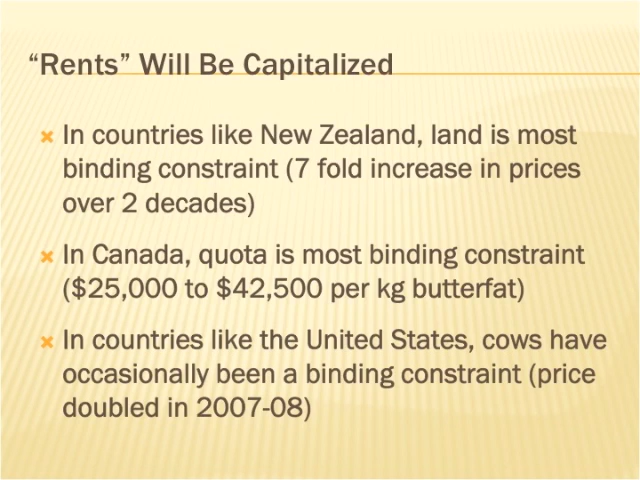 “Rents” Will Be Capitalized
In countries like New Zealand, land is most
binding constraint (7 fold increase in prices
over 2 decades)
In Canada, quota is most binding constraint
($25,000 to $42,500 per kg butterfat)
In countries like the United States, cows have
occasionally been a binding constraint (price
doubled in 2007-08)